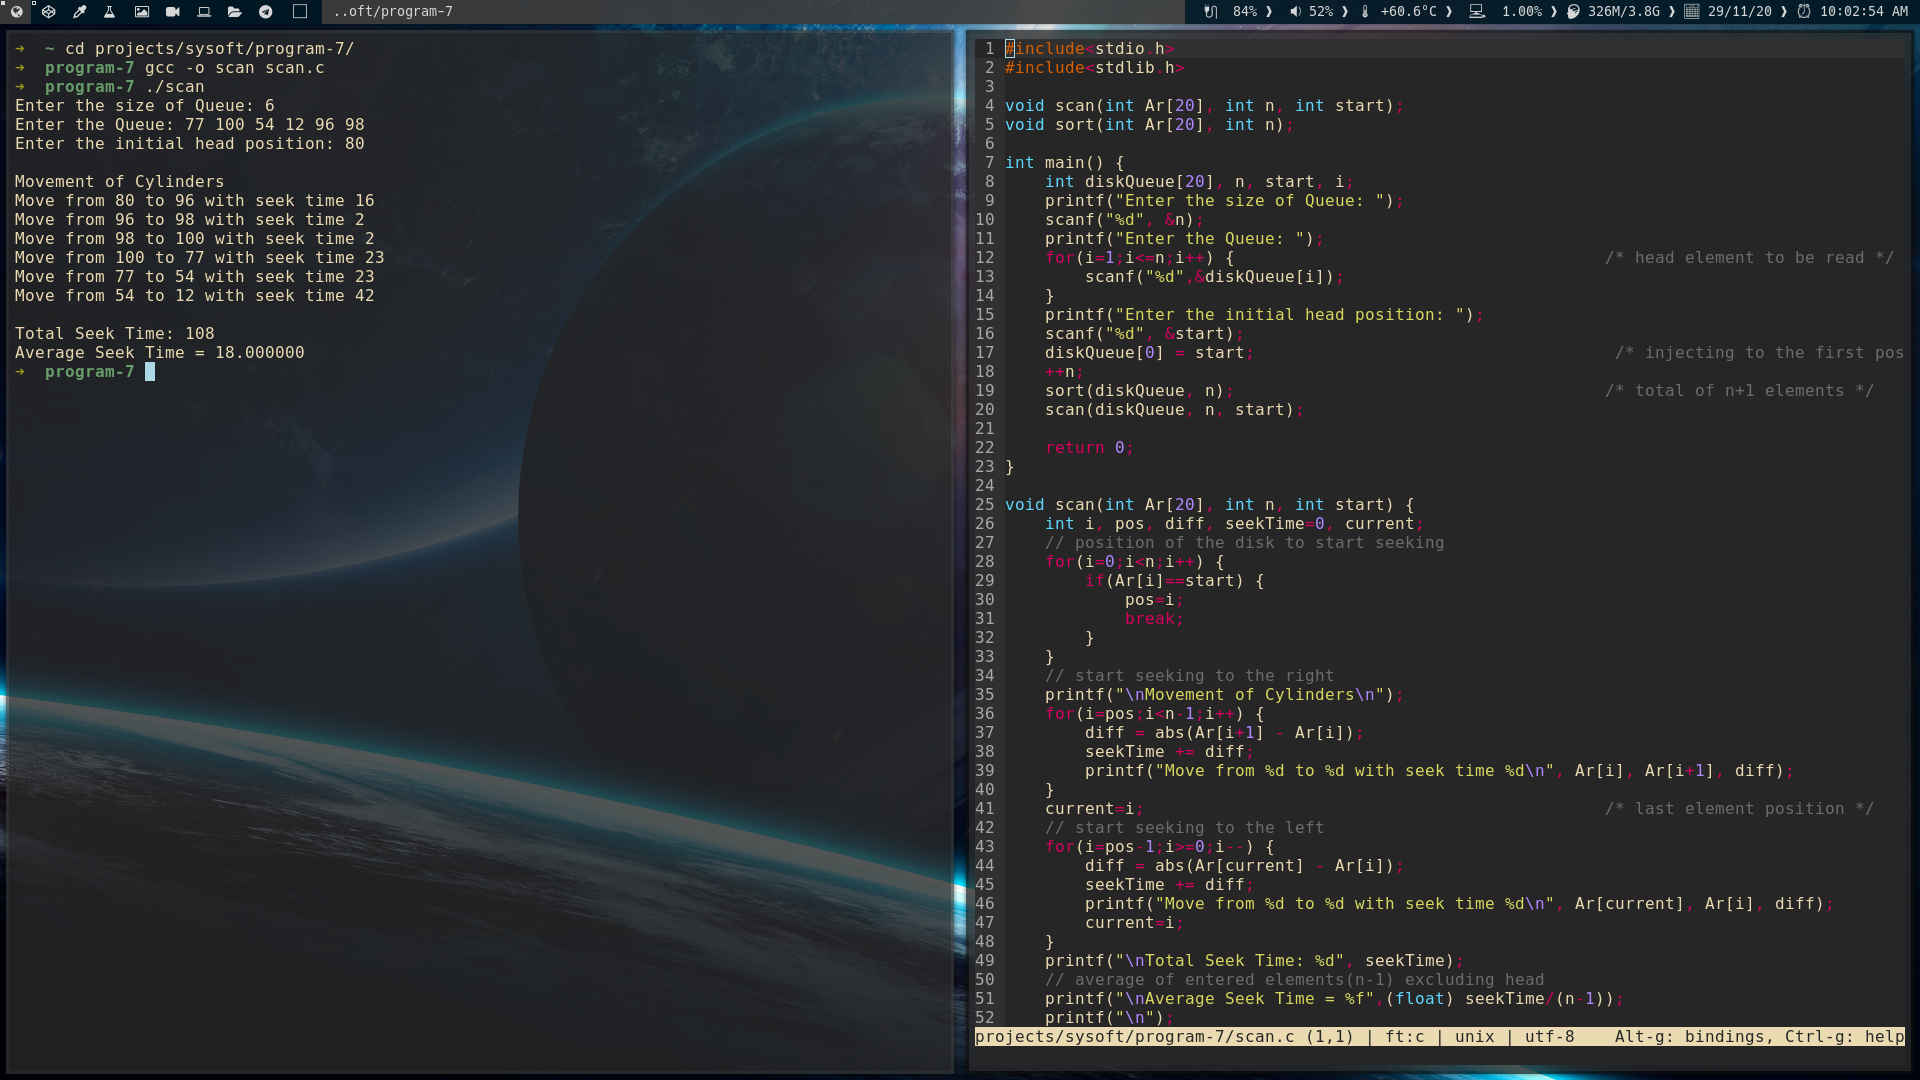 ..oft/program-7
84% ❯ 52% ❯ +60.6°C ❯ 1.00% ❯ 326M/3.8G ❯ 29/11/20 ❯ 10:02:54 AM
➜  ~ cd projects/sysoft/program-7/
➜  program-7 gcc -o scan scan.c
➜  program-7 ./scan
Enter the size of Queue: 6
Enter the Queue: 77 100 54 12 96 98
Enter the initial head position: 80
Movement of Cylinders
Move from 80 to 96 with seek time 16
Move from 96 to 98 with seek time 2
Move from 98 to 100 with seek time 2
Move from 100 to 77 with seek time 23
Move from 77 to 54 with seek time 23
Move from 54 to 12 with seek time 42
Total Seek Time: 108
Average Seek Time = 18.000000
➜  program-7
1 #include<stdio.h>
2 #include<stdlib.h>
3
4 void scan(int Ar[20], int n, int start);
5 void sort(int Ar[20], int n);
6
7 int main() {
8     int diskQueue[20], n, start, i;
9     printf("Enter the size of Queue: ");
10     scanf("%d", &n);
11     printf("Enter the Queue: ");
12     for(i=1;i<=n;i++) { /* head element to be read */
13         scanf("%d",&diskQueue[i]);
14     }
15     printf("Enter the initial head position: ");
16     scanf("%d", &start);
17     diskQueue[0] = start; /* injecting to the first pos
18     ++n;
19     sort(diskQueue, n); /* total of n+1 elements */
20     scan(diskQueue, n, start);
21
22     return 0;
23 }
24
25 void scan(int Ar[20], int n, int start) {
26     int i, pos, diff, seekTime=0, current;
27     // position of the disk to start seeking
28     for(i=0;i<n;i++) {
29         if(Ar[i]==start) {
30             pos=i;
31             break;
32         }
33     }
34     // start seeking to the right
35     printf("\nMovement of Cylinders\n");
36     for(i=pos;i<n-1;i++) {
37         diff = abs(Ar[i+1] - Ar[i]);
38         seekTime += diff;
39         printf("Move from %d to %d with seek time %d\n", Ar[i], Ar[i+1], diff);
40     }
41     current=i; /* last element position */
42     // start seeking to the left
43     for(i=pos-1;i>=0;i--) {
44         diff = abs(Ar[current] - Ar[i]);
45         seekTime += diff;
46         printf("Move from %d to %d with seek time %d\n", Ar[current], Ar[i], diff);
47         current=i;
48     }
49     printf("\nTotal Seek Time: %d", seekTime);
50     // average of entered elements(n-1) excluding head
51     printf("\nAverage Seek Time = %f",(float) seekTime/(n-1));
52     printf("\n");
projects/sysoft/program-7/scan.c (1,1) | ft:c | unix | utf-8    Alt-g: bindings, Ctrl-g: help